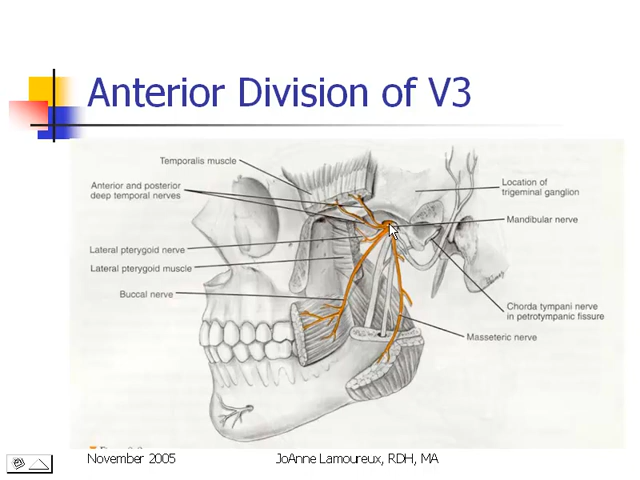 Anterior Division of V3
Temporalis muscle
Anterior and posterior
deep temporal nerves
Lateral pterygoid nerve
Lateral pterygoid muscle
Buccal nerve
Location of
trigeminal ganglion
Mandibular nerve
Chorda tympani nerve
in petrotympanic fissure
Masseteric nerve
November 2005
JoAnne Lamoureux, RDH, MA